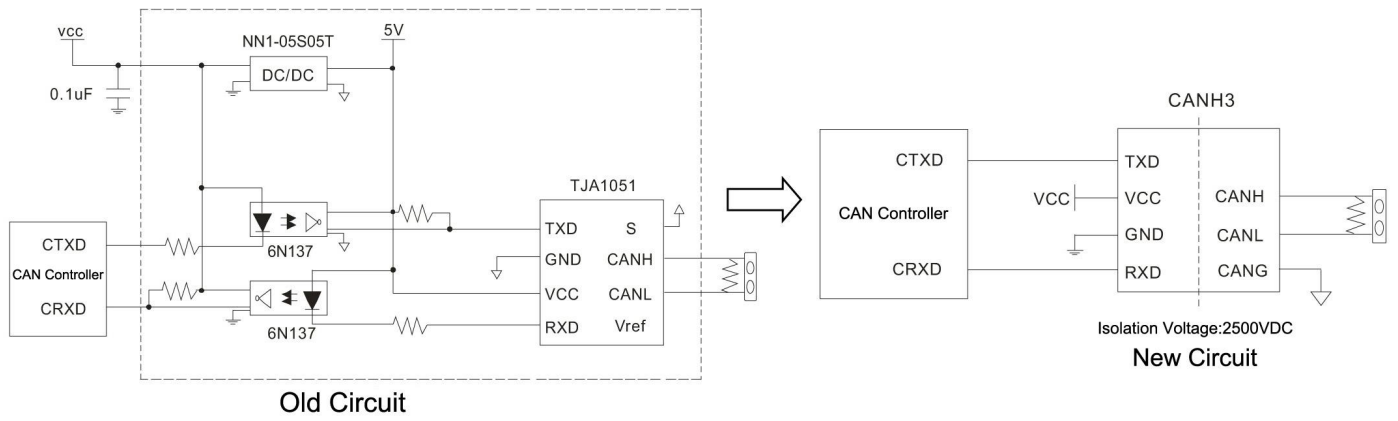 vcc
0.1uF
NN1-05S05T
DC/DC
5V
6N137
6N137
CTXD
CAN Controller
CRXD
TJA1051
TXD
S
GND
CANH
VCC
CANL
RXD
Vref
Old Circuit
CTXD
CAN Controller
CRXD
CANH3
TXD
VCC
VCC
CANH
GND
CANL
RXD
CANG
Isolation Voltage:2500VDC
New Circuit